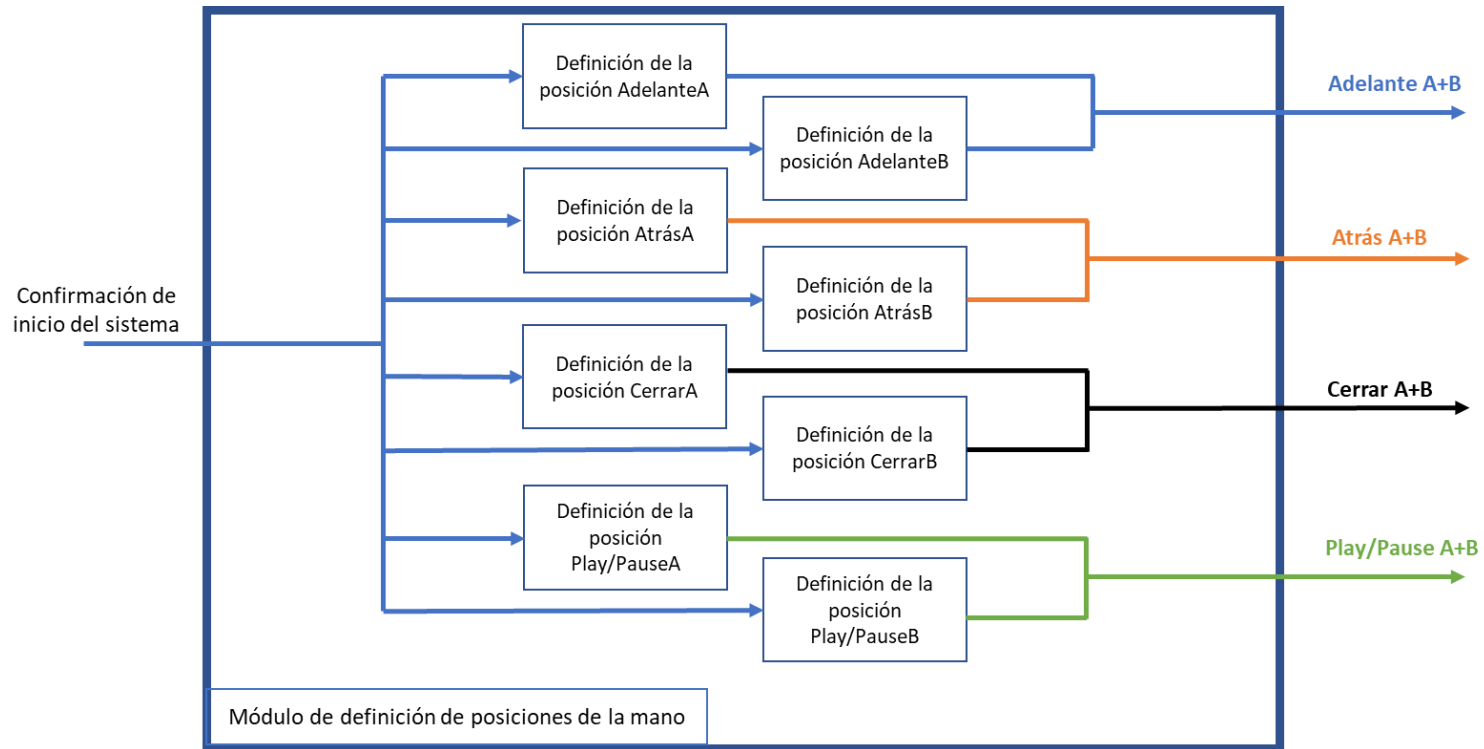 Definición de la
posición AdelanteA
Adelante A+B
Definición de la
posición AdelanteB
Definición de la
posición AtrásA
Atrás A+B
Definición de la
posición AtrásB
Confirmación de
inicio del sistema
Definición de la
posición CerrarA
Cerrar A+B
Definición de la
posición CerrarB
Definición de la
posición
Play/PauseA
Play/Pause A+B
Definición de la
posición
Play/PauseB
Módulo de definición de posiciones de la mano